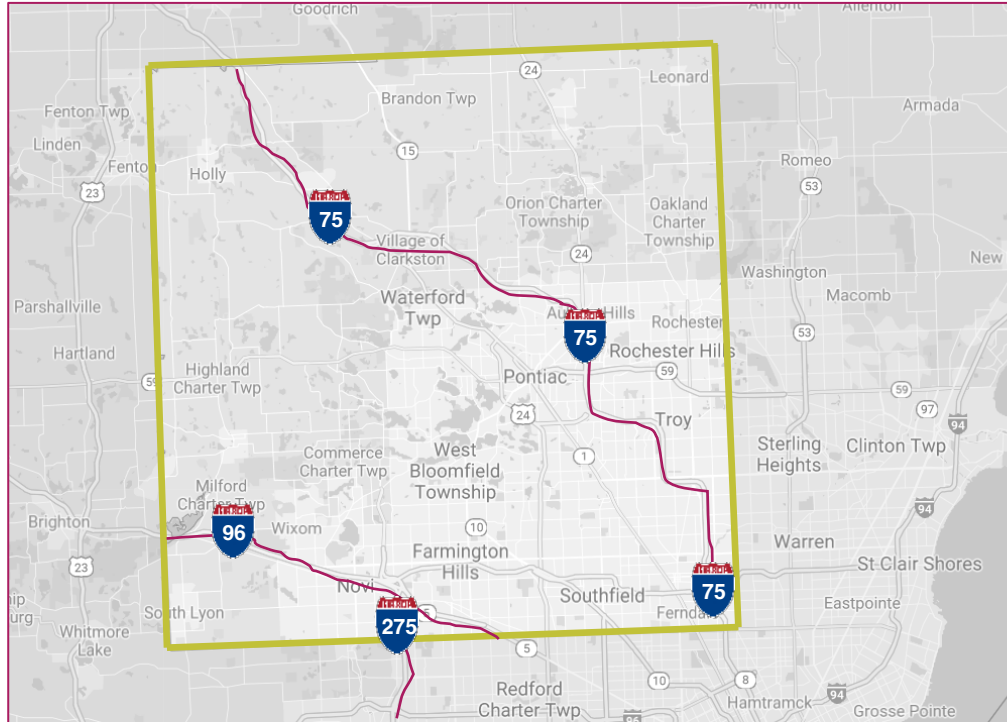 Goodrich
Almont
Allenton
24
Leonard
Brandon Twp
Fenton Twp
Armada
Linden
15
Fenton
Holly
Romeo
23
53
75
Orion Charter
Township
Oakland
Charter
Township
Village of
Clarkston
24
New
Washington
Parshallville
Waterford
Twp
Macomb
75
Rochester
53
Hartland
Rochester Hills
Highland
Charter Twp
59
Pontiac
59
59
24
97
Troy
94
Sterling
Heights
Clinton Twp
West
Bloomfield
Township
Commerce
Charter Twp
1
Milford
Charter Twp
94
Brighton
96
Wixom
10
Warren
Farmington
Hills
St Clair Shores
23
Novi
75
Southfield
Eastpointe
South Lyon
275
5
Whitmore
Lake
5
10
8
Redford
Charter Twp
94
Hamtramck
96
Grosse Pointe